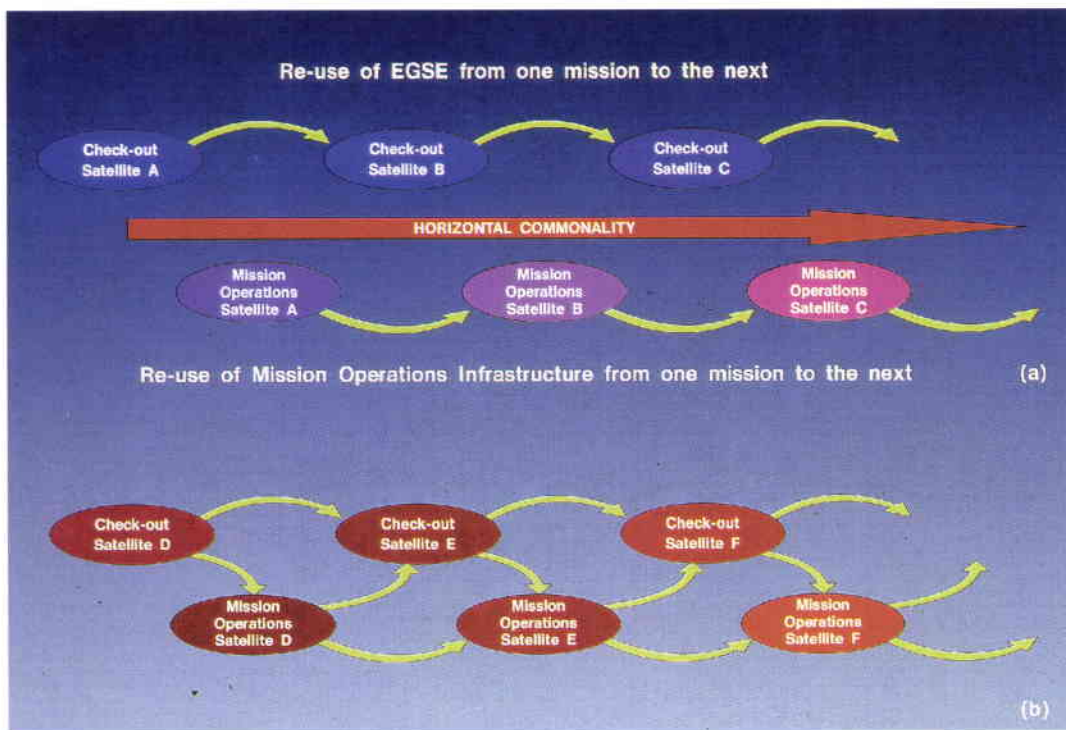 Re-use of EGSE from one mission to the next
Check-out
Satellite A
Check-out
Satellite B
Check-out
Satellite C
HORIZONTAL COMMONALITY
Mission
Operations
Satellite A
Mission
Operations
Satellite B
Mission
Operations
Satellite C
Re-use of Mission Operations Infrastructure from one mission to the next
(a)
Check-out
Satellite D
Check-out
Satellite E
Check-out
Satellite F
Mission
Operations
Satellite D
Mission
Operations
Satellite E
Mission
Operations
Satellite F
(b)